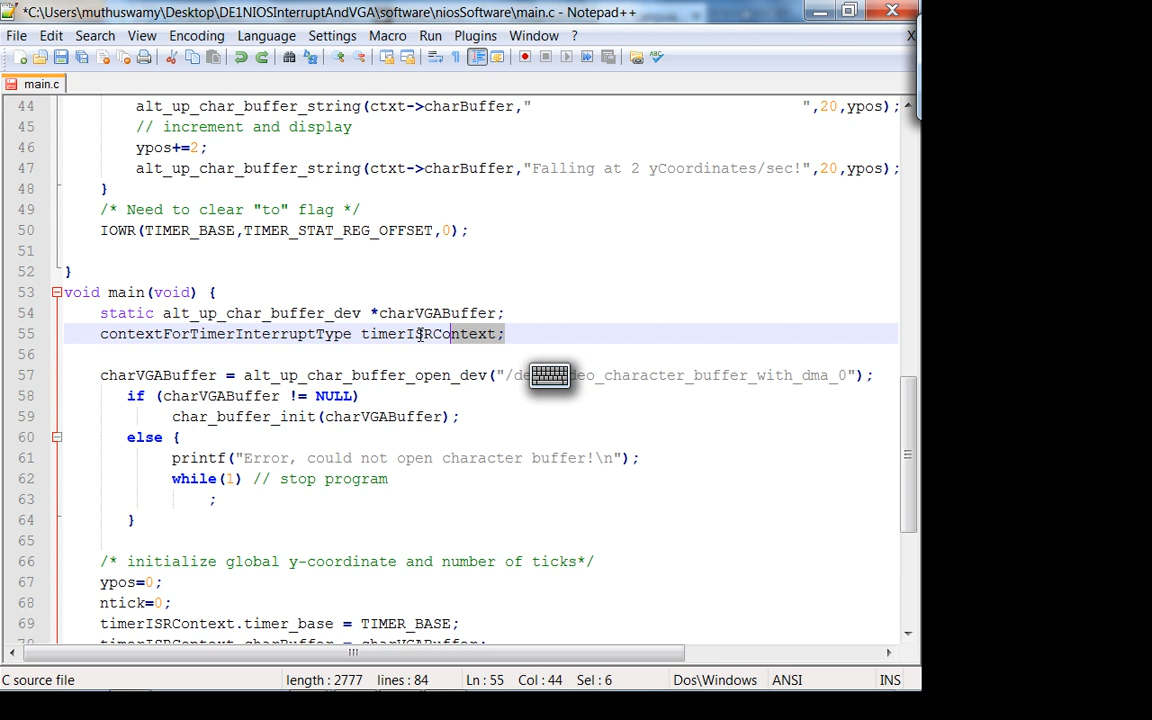 *C:\Users\muthuswamy\Desktop\DE1NIOSInterruptAndVGA\software\niosSoftware\main.c - Notepad++
File Edit Search View Encoding Language Settings Macro Run Plugins Window ? X
main.c
44 alt_up_char_buffer_string(ctxt->charBuffer," ",20,ypos);
45 // increment and display
46 ypos+=2;
47 alt_up_char_buffer_string(ctxt->charBuffer,"Falling at 2 yCoordinates/sec!",20,ypos);
48 }
49 /* Need to clear "to" flag */
50 IOWR(TIMER_BASE,TIMER_STAT_REG_OFFSET,0);
51
52 }
53 void main(void) {
54 static alt_up_char_buffer_dev *charVGABuffer;
55 contextForTimerInterruptType timerISRContext;
56
57 charVGABuffer = alt_up_char_buffer_open_dev("/de eo_character_buffer_with_dma_0");
58 if (charVGABuffer != NULL)
59 char_buffer_init(charVGABuffer);
60 else {
61 printf("Error, could not open character buffer!\n");
62 while(1) // stop program
63 ;
64 }
65
66 /* initialize global y-coordinate and number of ticks*/
67 ypos=0;
68 ntick=0;
69 timerISRContext.timer_base = TIMER_BASE;
70 timerISRContext.charBuffer = charVGABuffer;
C source file length : 2777 lines : 84 Ln : 55 Col : 44 Sel : 6 Dos\Windows ANSI INS